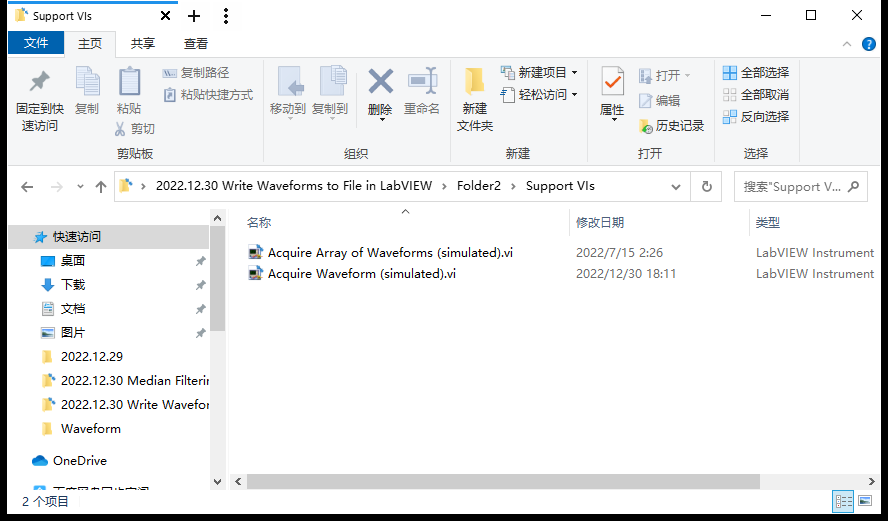 Support VIs
文件
主页
共享
查看
固定到快
速访问
复制
粘贴
复制路径
粘贴快捷方式
剪切
剪贴板
移动到
复制到
删除
重命名
组织
新建
文件夹
新建项目
轻松访问
新建
属性
打开
编辑
历史记录
打开
全部选择
全部取消
反向选择
选择
2022.12.30 Write Waveforms to File in LabVIEW > Folder2 > Support VIs
搜索"Support V...
名称
修改日期
类型
快速访问
桌面
下载
文档
图片
2022.12.29
2022.12.30 Median Filterin
2022.12.30 Write Wavefor
Waveform
OneDrive
Acquire Array of Waveforms (simulated).vi
2022/7/15 2:26
LabVIEW Instrument
Acquire Waveform (simulated).vi
2022/12/30 18:11
LabVIEW Instrument
2 个项目